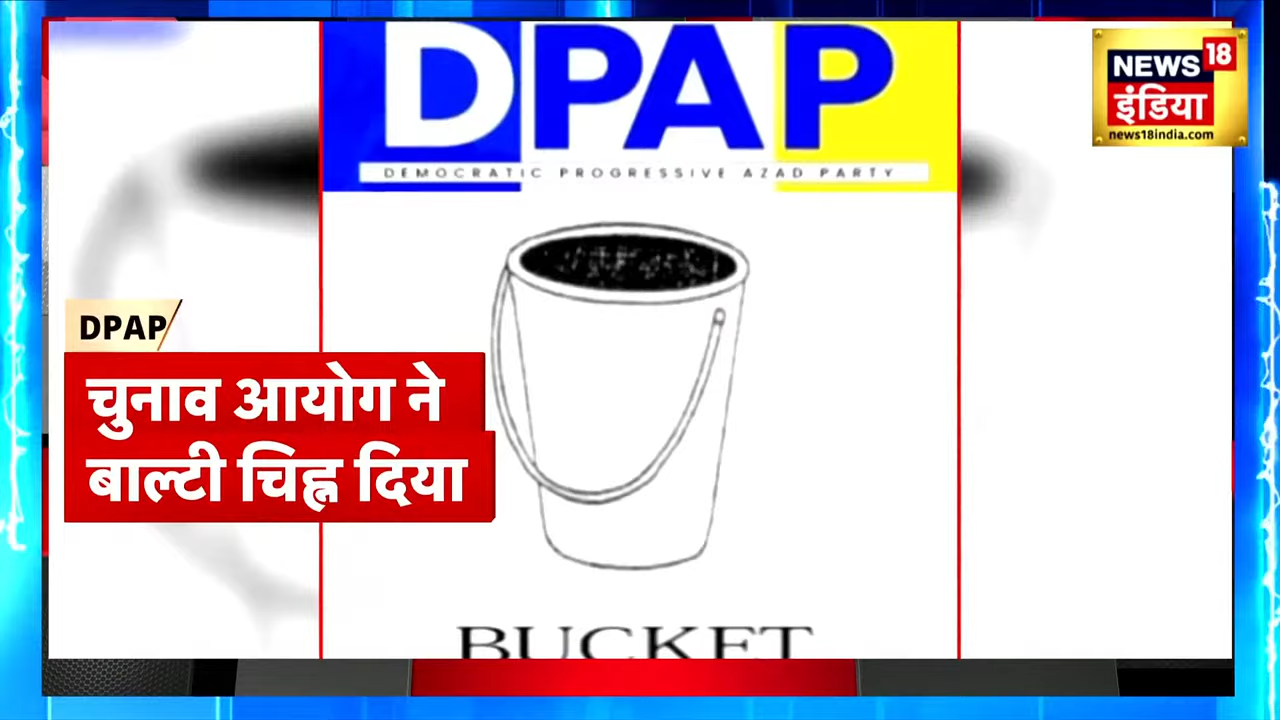 DPAP
DEMOCRATIC PROGRESSIVE AZAD PARTY
NEWS 18
इंडिया
news18india.com
DPAP
चुनाव आयोग ने
बाल्टी चिह्न दिया
BUCKET